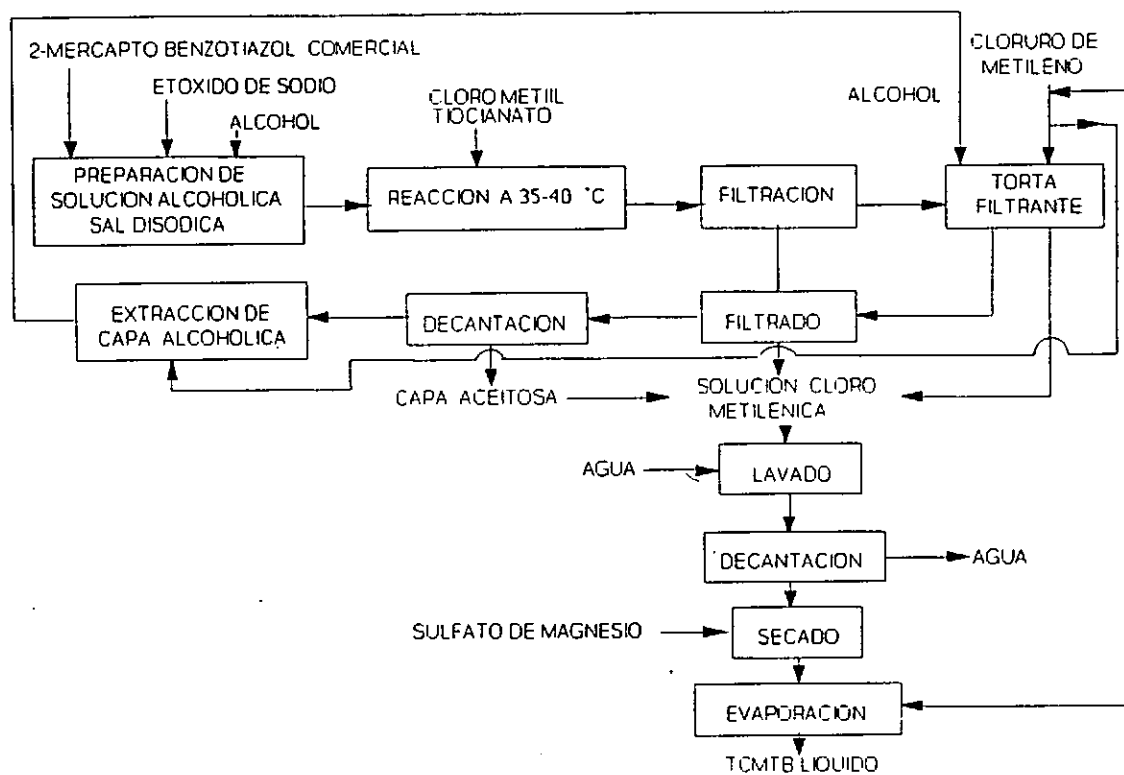 2-MERCAPTO BENZOTIAZOL COMERCIAL
ETOXIDO DE SODIO
ALCOHOL
CLORO METIIL
TIOCIANATO
ALCOHOL
CLORURO DE
METILENO
PREPARACION DE
SOLUCION ALCOHOLICA
SAL DISODICA
REACCION A 35-40 °C
FILTRACION
TORTA
FILTRANTE
EXTRACCION DE
CAPA ALCOHOLICA
DECANTACION
FILTRADO
CAPA ACEITOSA
SOLUCION CLORO
METILENICA
AGUA
LAVADO
DECANTACION
AGUA
SULFATO DE MAGNESIO
SECADO
EVAPORACION
TCMTB LIQUIDO